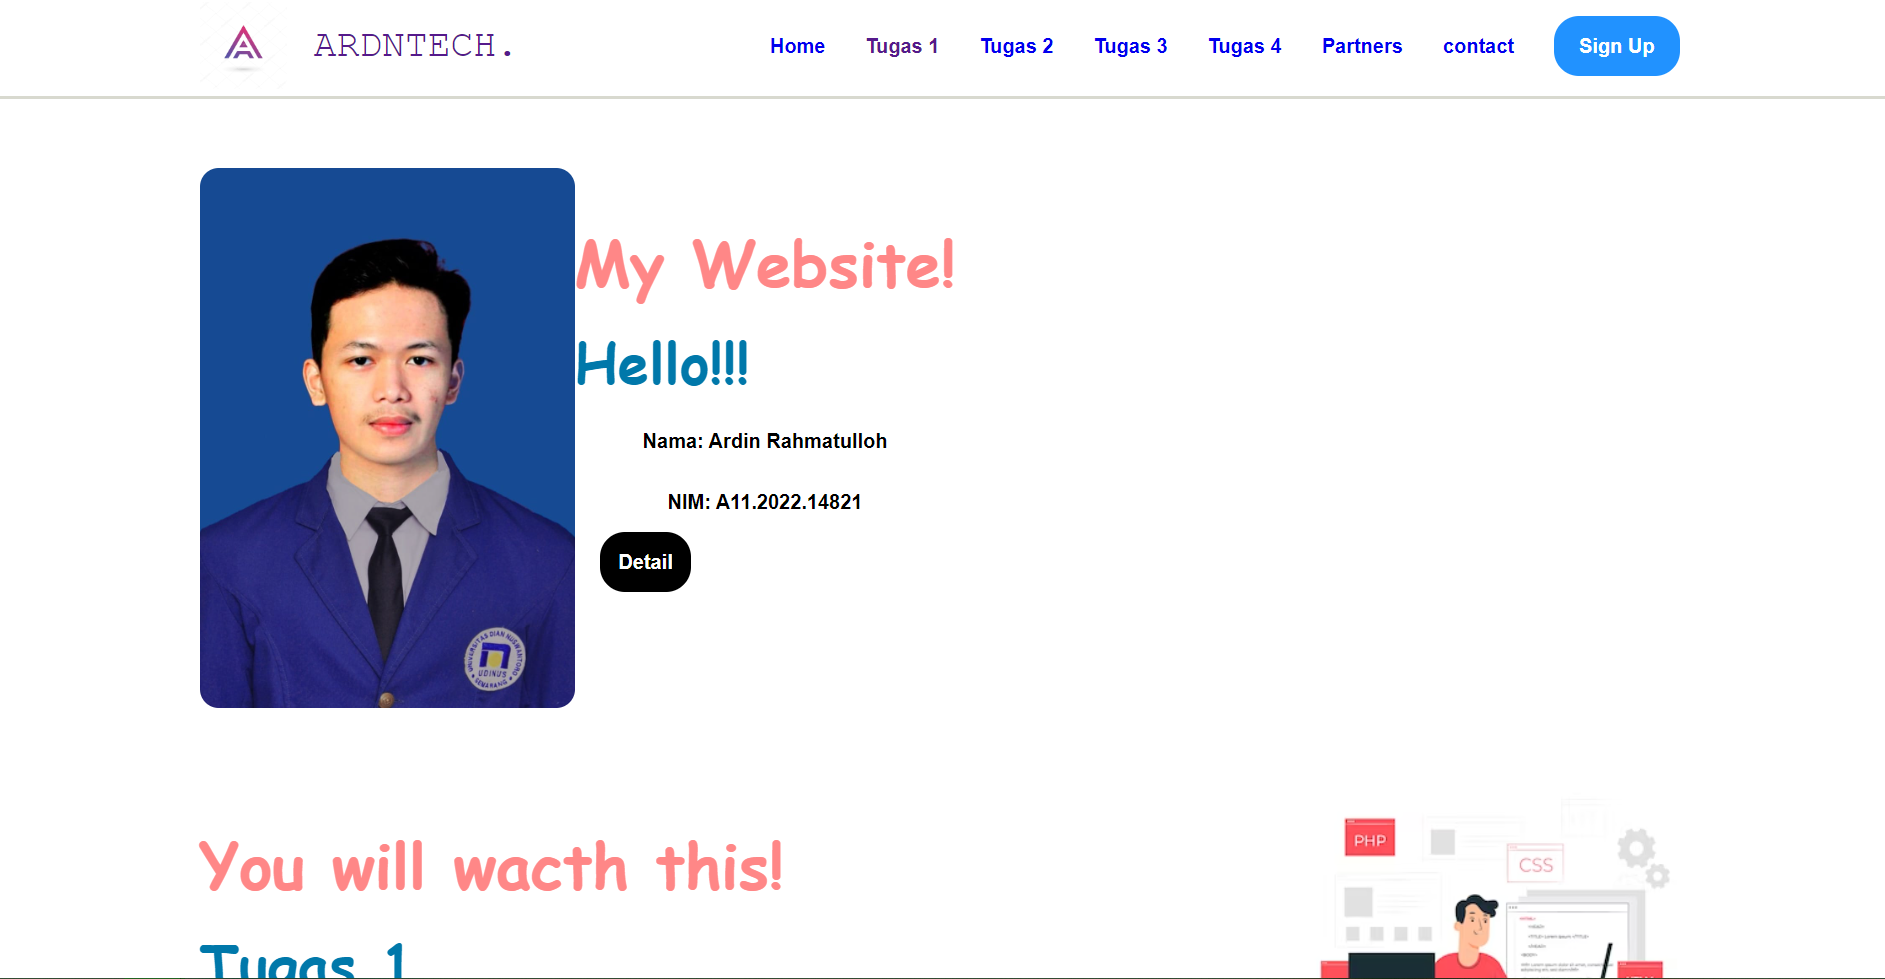 ARDNTECH.
Home Tugas 1 Tugas 2 Tugas 3 Tugas 4 Partners contact Sign Up
My Website!
Hello!!!
Nama: Ardin Rahmatulloh
NIM: A11.2022.14821
Detail
UNIVERSITAS DIAN NUSWANTORO
UDINUS
SEMARANG
You will wacth this!
PHP
CSS
Tugas 1